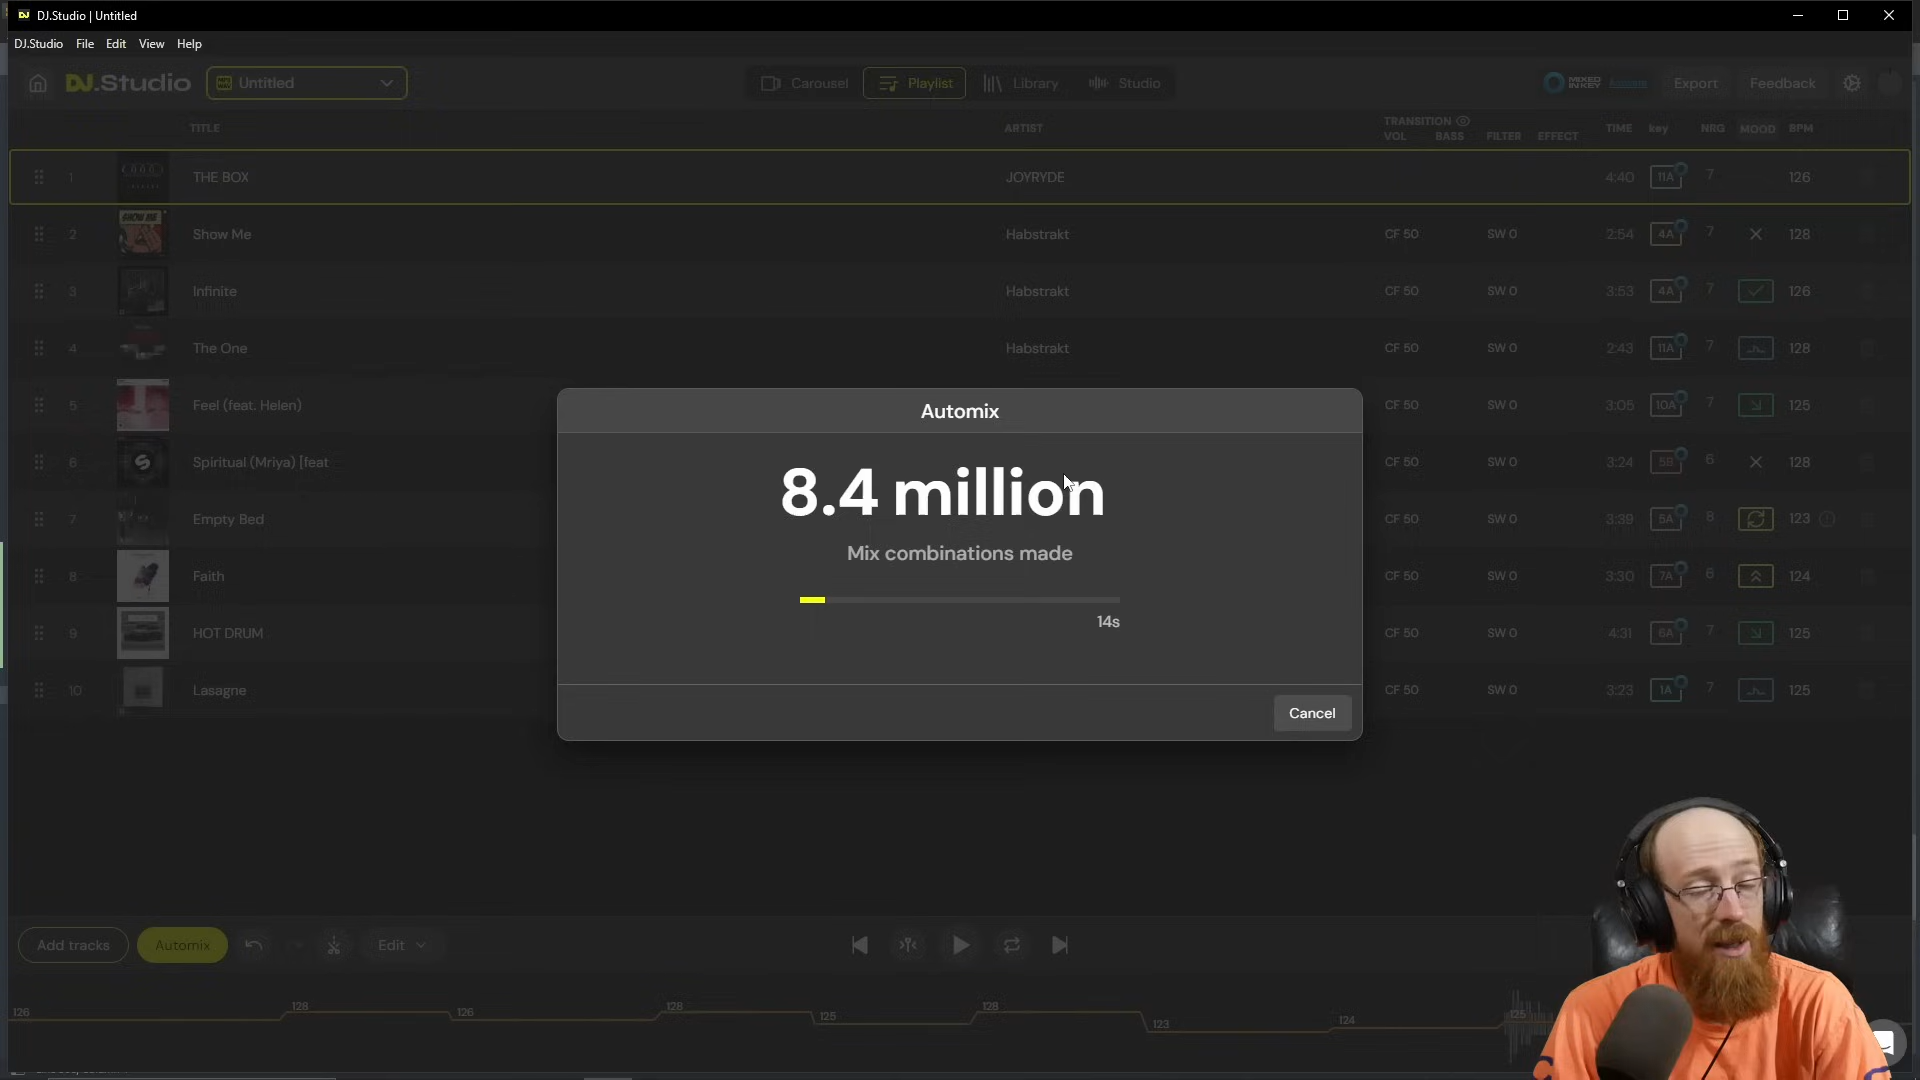 DJ.Studio | Untitled
DJ.Studio File Edit View Help
DJ.Studio Untitled Carousel Playlist Library Studio MIXED INKEY Export Feedback
TITLE ARTIST TRANSITION TIME key NRG MOOD BPM
VOL BASS FILTER EFFECT
1 THE BOX JOYRYDE 4:40 11A 7 126
2 SHOW ME Show Me Habstrakt CF 50 SW 0 2:54 4A 7 128
3 Infinite Habstrakt CF 50 SW 0 3:53 4A 7 126
4 The One Habstrakt CF 50 SW 0 2:43 11A 7 128
Automix
5 Feel (feat. Helen) CF 50 SW 0 3:05 10A 7 125
6 Spiritual (Mriya) [feat CF 50 SW 0 3:24 5B 6 128
8.4 million
7 Empty Bed CF 50 SW 0 3:39 5A 8 123
Mix combinations made
8 Faith CF 50 SW 0 3:30 7A 6 124
14s
9 HOT DRUM CF 50 SW 0 4:31 6A 7 125
10 Lasagne CF 50 SW 0 3:23 1A 7 125
Cancel
Add tracks Automix Edit
126 128 126 128 125 128 123 124 125